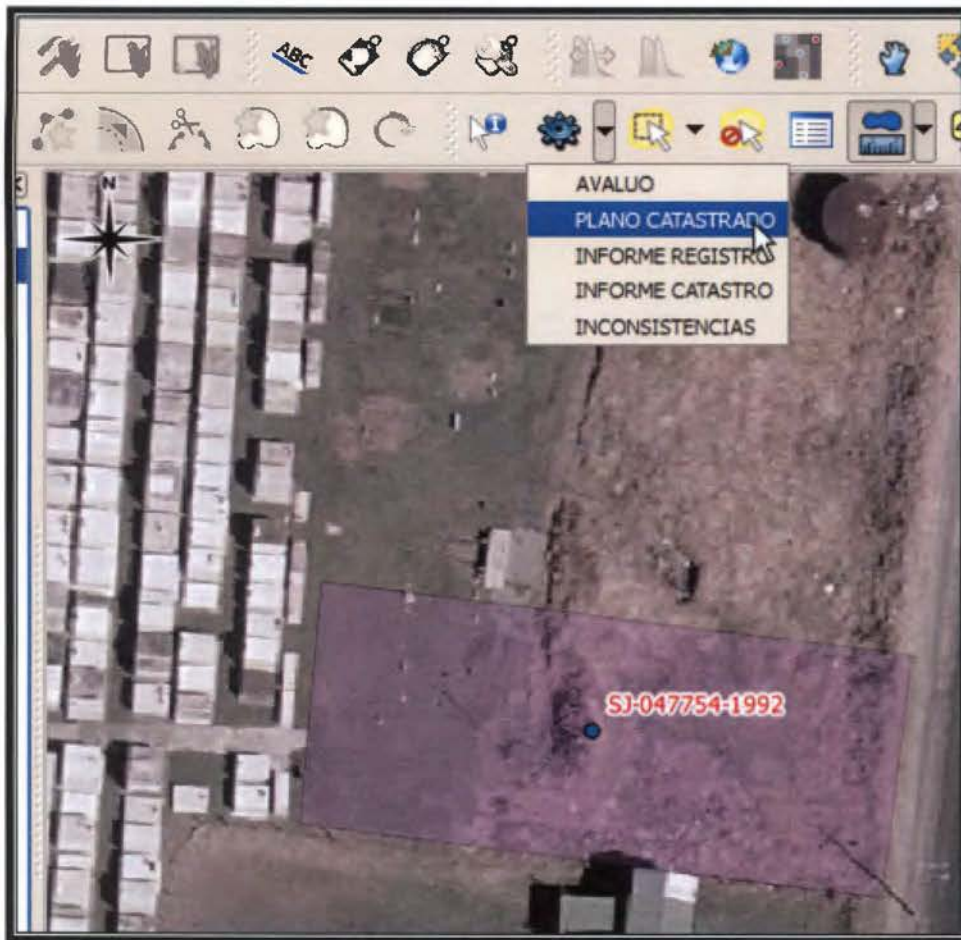 ABC
AVALUO
PLANO CATASTRADO
INFORME REGISTRO
INFORME CATASTRO
INCONSISTENCIAS
N
SJ-047754-1992